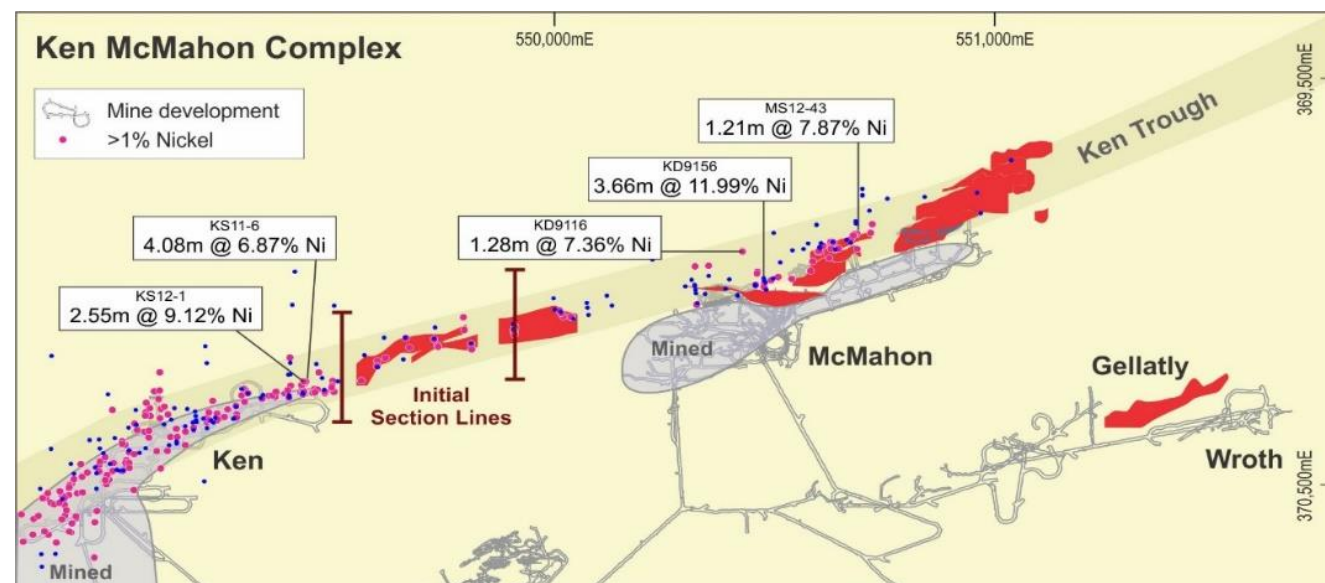 Ken McMahon Complex
Mine development
>1% Nickel
550,000mE
551,000mE
369,500mE
Ken Trough
MS12-43
1.21m @ 7.87% Ni
KD9156
3.66m @ 11.99% Ni
KS11-6
4.08m @ 6.87% Ni
KD9116
1.28m @ 7.36% Ni
KS12-1
2.55m @ 9.12% Ni
Mined
McMahon
Gellatly
Initial
Section Lines
Ken
Wroth
370,500mE
Mined